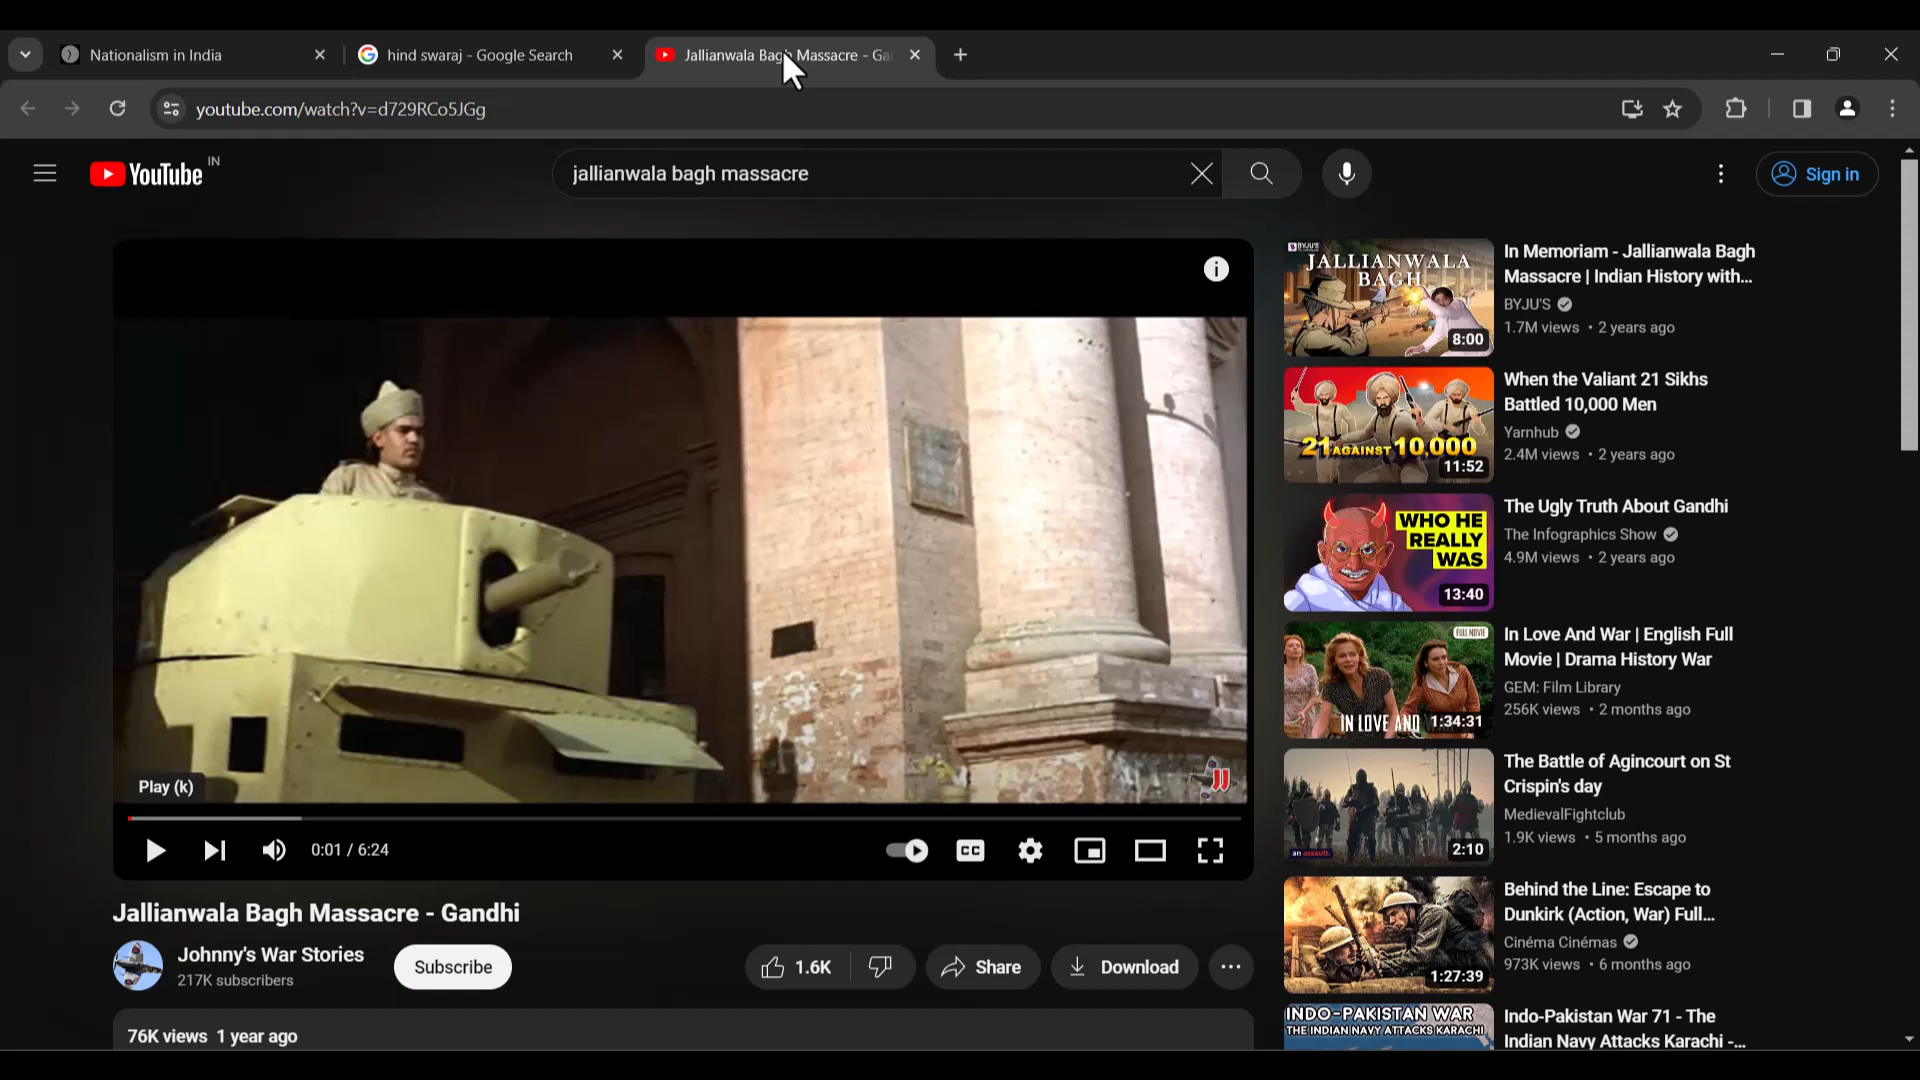 Nationalism in India
hind swaraj - Google Search
Jallianwala Bagh Massacre - Ga
youtube.com/watch?v=d729RCo5JGg
YouTube IN
jallianwala bagh massacre
Sign in
Play (k)
0:01 / 6:24
CC
Jallianwala Bagh Massacre - Gandhi
Johnny's War Stories
217K subscribers
Subscribe
1.6K
Share
Download
76K views 1 year ago
BYJU'S
JALLIANWALA
BAGH
8:00
In Memoriam - Jallianwala Bagh
Massacre | Indian History with...
BYJU'S
1.7M views • 2 years ago
21 AGAINST 10,000
11:52
When the Valiant 21 Sikhs
Battled 10,000 Men
Yarnhub
2.4M views • 2 years ago
WHO HE
REALLY
WAS
13:40
The Ugly Truth About Gandhi
The Infographics Show
4.9M views • 2 years ago
FULL MOVIE
IN LOVE AND
1:34:31
In Love And War | English Full
Movie | Drama History War
GEM: Film Library
256K views • 2 months ago
an assault.
2:10
The Battle of Agincourt on St
Crispin's day
MedievalFightclub
1.9K views • 5 months ago
1:27:39
Behind the Line: Escape to
Dunkirk (Action, War) Full...
Cinéma Cinémas
973K views • 6 months ago
INDO-PAKISTAN WAR
THE INDIAN NAVY ATTACKS KARACHI
Indo-Pakistan War 71 - The
Indian Navy Attacks Karachi -...